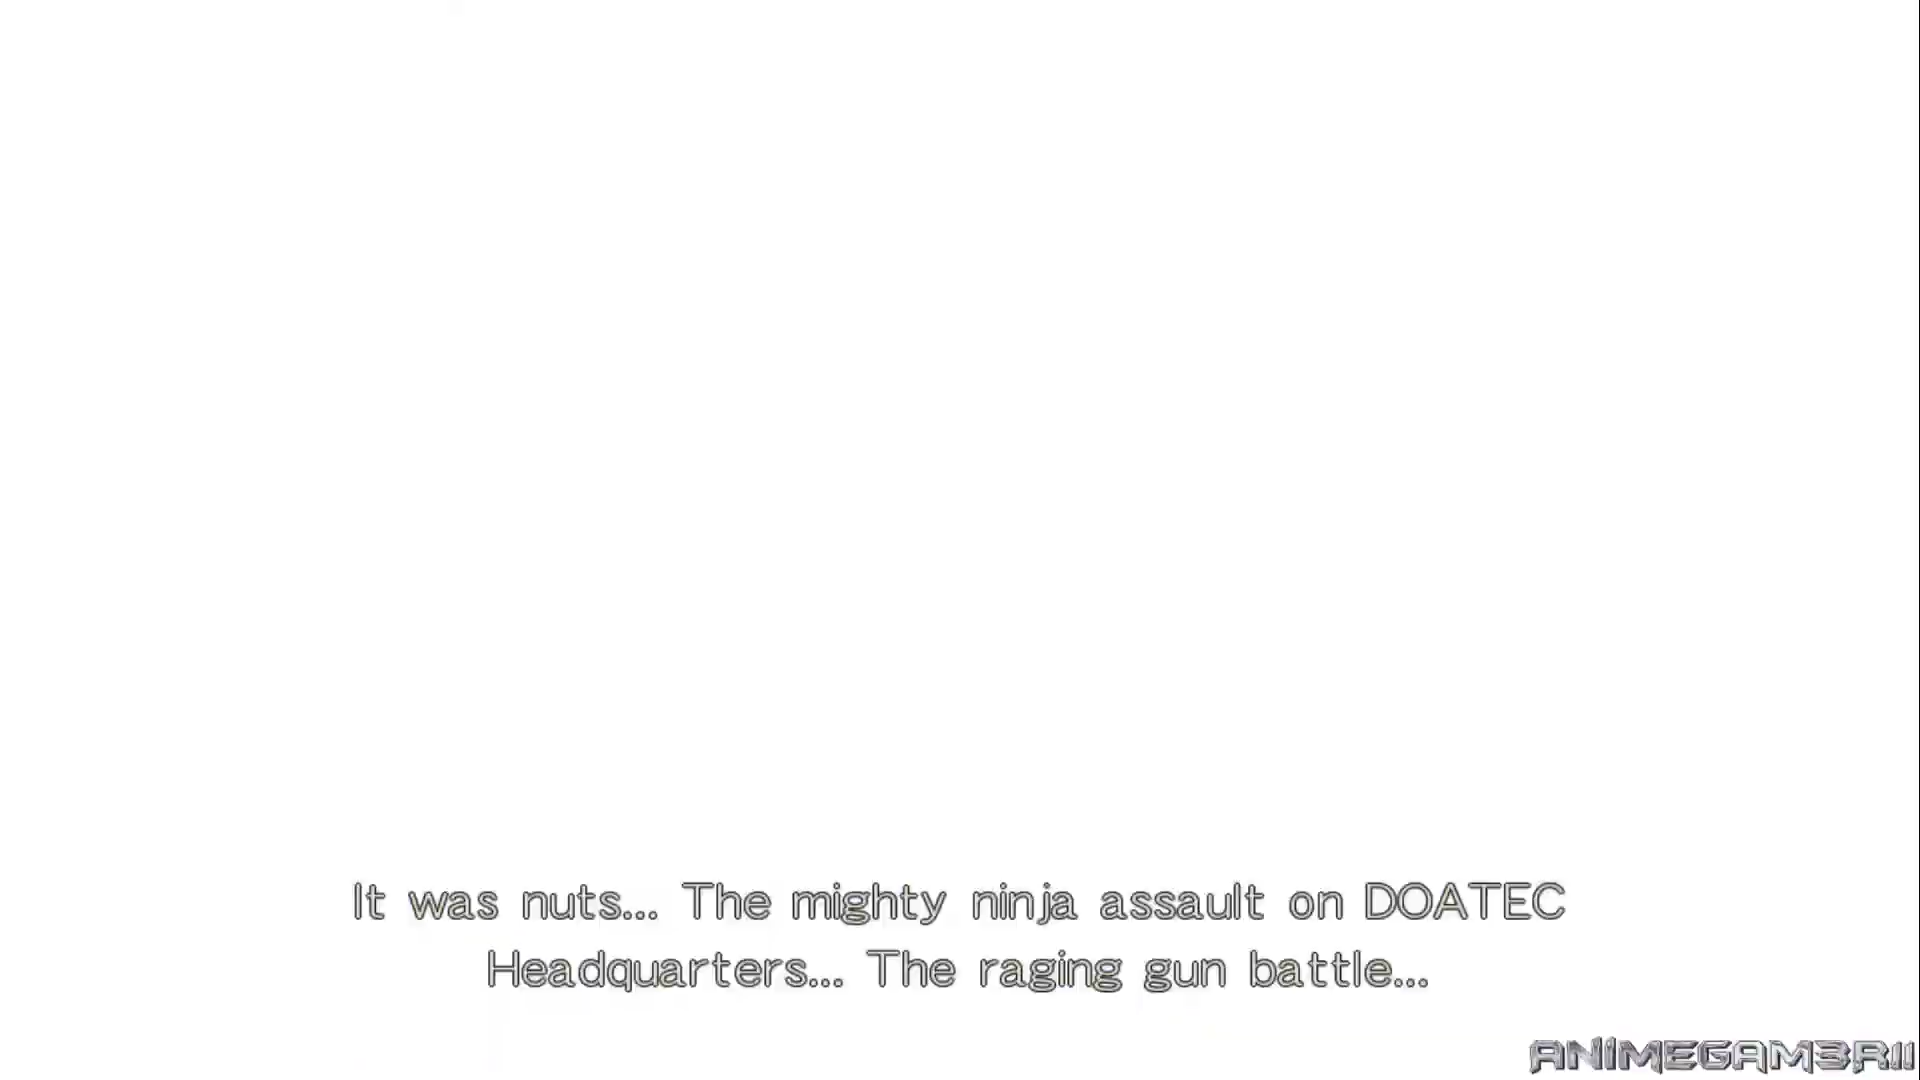 It was nuts... The mighty ninja assault on DOATEC
Headquarters... The raging gun battle...
ANIMEGAM3RII